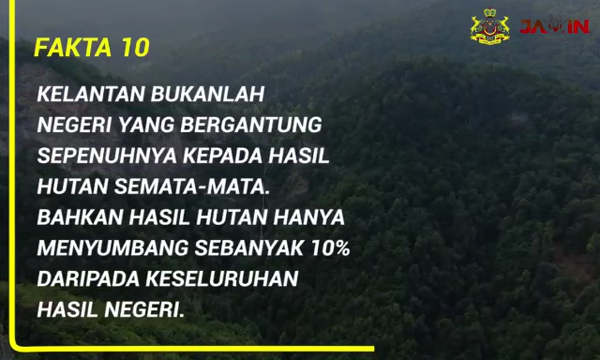 JAWIN
FAKTA 10
KELANTAN BUKANLAH
NEGERI YANG BERGANTUNG
SEPENUHNYA KEPADA HASIL
HUTAN SEMATA-MATA.
BAHKAN HASIL HUTAN HANYA
MENYUMBANG SEBANYAK 10%
DARIPADA KESELURUHAN
HASIL NEGERI.